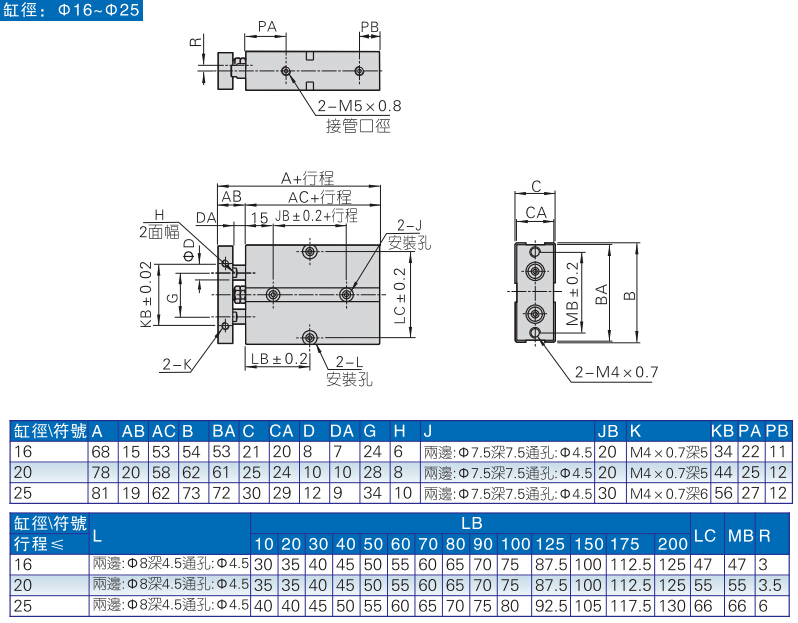 缸徑：Φ16~Φ25
PA
PB
R
2-M5×0.8
接管口徑
A+行程
AB
AC+行程
H
DA
15
JB±0.2+行程
2-J
2面幅
安裝孔
ΦD
KB±0.02
G
LC±0.2
LB±0.2
2-K
2-L
安裝孔
C
CA
MB±0.2
BA
B
2-M4×0.7
缸徑\符號 A AB AC B BA C CA D DA G H J JB K KB PA PB
16 68 15 53 54 53 21 20 8 7 24 6 兩邊:Φ7.5深7.5通孔:Φ4.5 20 M4×0.7深5 34 22 11
20 78 20 58 62 61 25 24 10 10 28 8 兩邊:Φ7.5深7.5通孔:Φ4.5 20 M4×0.7深5 44 25 12
25 81 19 62 73 72 30 29 12 9 34 10 兩邊:Φ7.5深7.5通孔:Φ4.5 30 M4×0.7深6 56 27 12
缸徑\符號 L LB LC MB R
行程≤ 10 20 30 40 50 60 70 80 90 100 125 150 175 200
16 兩邊:Φ8深4.5通孔:Φ4.5 30 35 40 45 50 55 60 65 70 75 87.5 100 112.5 125 47 47 3
20 兩邊:Φ8深4.5通孔:Φ4.5 35 35 40 45 50 55 60 65 70 75 87.5 100 112.5 125 55 55 3.5
25 兩邊:Φ8深4.5通孔:Φ4.5 40 40 45 50 55 60 65 70 75 80 92.5 105 117.5 130 66 66 6